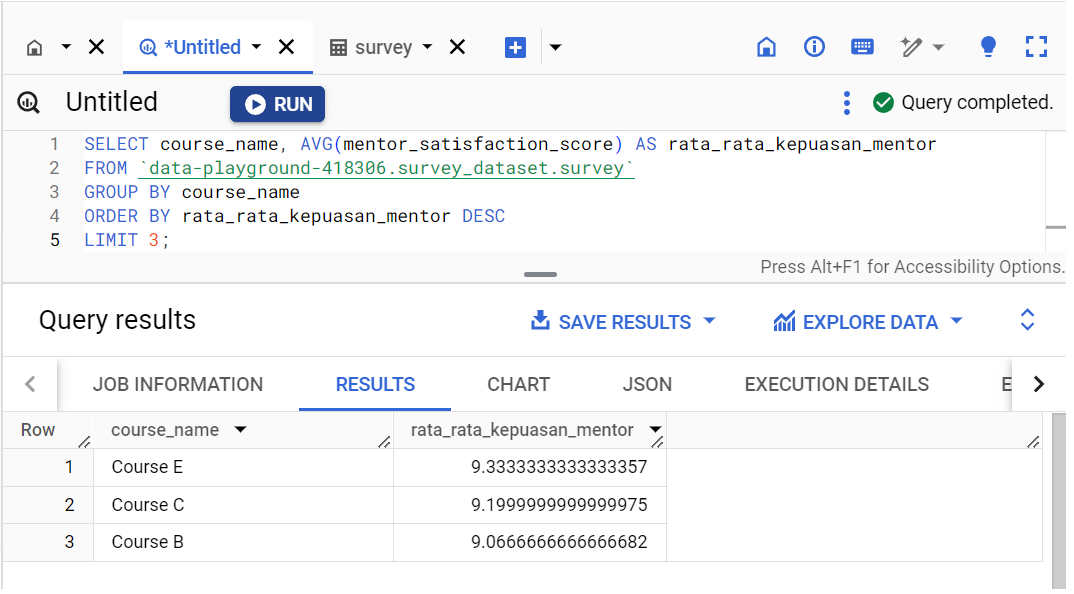 *Untitled
survey
Untitled
RUN
Query completed.
1 SELECT course_name, AVG(mentor_satisfaction_score) AS rata_rata_kepuasan_mentor
2 FROM `data-playground-418306.survey_dataset.survey`
3 GROUP BY course_name
4 ORDER BY rata_rata_kepuasan_mentor DESC
5 LIMIT 3;
Press Alt+F1 for Accessibility Options.
Query results
SAVE RESULTS
EXPLORE DATA
JOB INFORMATION RESULTS CHART JSON EXECUTION DETAILS E
Row course_name rata_rata_kepuasan_mentor
1 Course E 9.3333333333333357
2 Course C 9.1999999999999975
3 Course B 9.0666666666666682